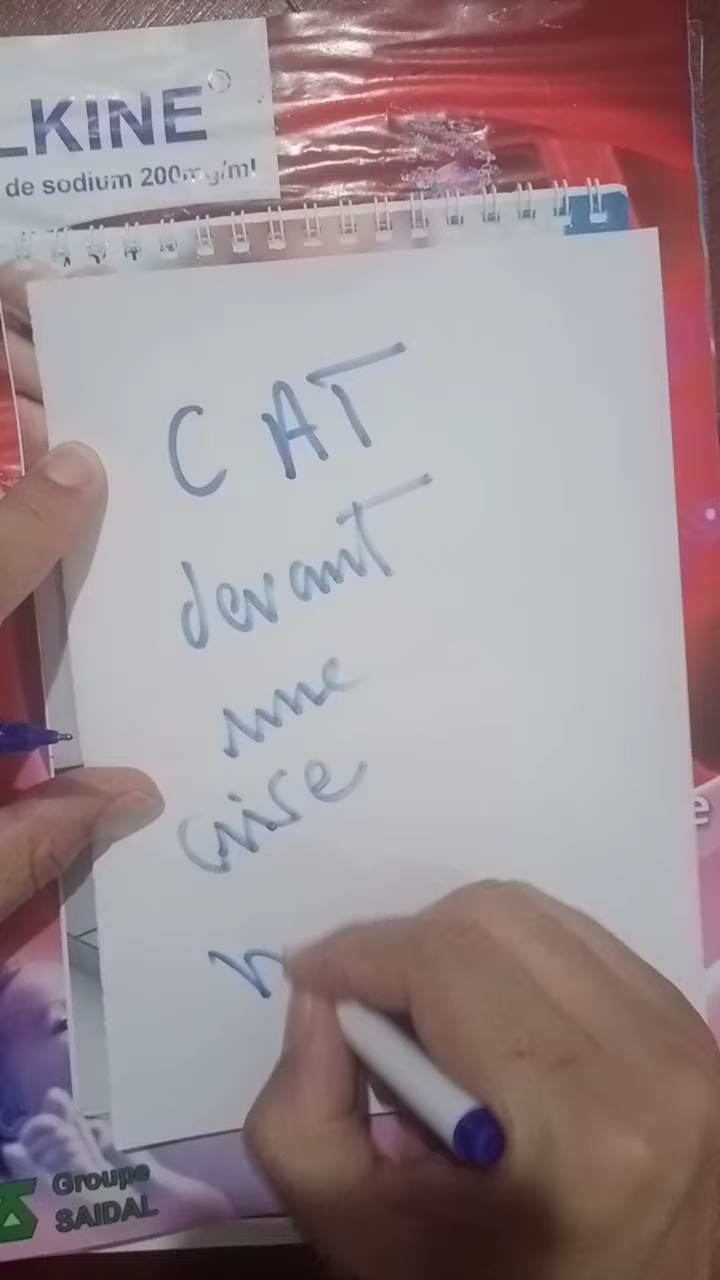 LKINE
de sodium 200mg/ml
CAT
devant
une
crise
Groupe
SAIDAL